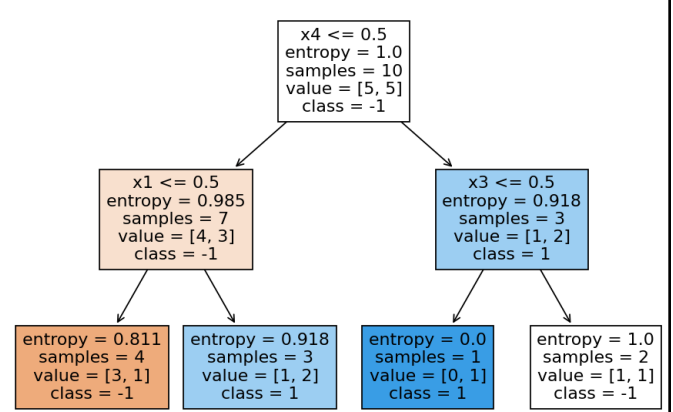 x4 <= 0.5
entropy = 1.0
samples = 10
value = [5, 5]
class = -1
x1 <= 0.5
entropy = 0.985
samples = 7
value = [4, 3]
class = -1
x3 <= 0.5
entropy = 0.918
samples = 3
value = [1, 2]
class = 1
entropy = 0.811
samples = 4
value = [3, 1]
class = -1
entropy = 0.918
samples = 3
value = [1, 2]
class = 1
entropy = 0.0
samples = 1
value = [0, 1]
class = 1
entropy = 1.0
samples = 2
value = [1, 1]
class = -1